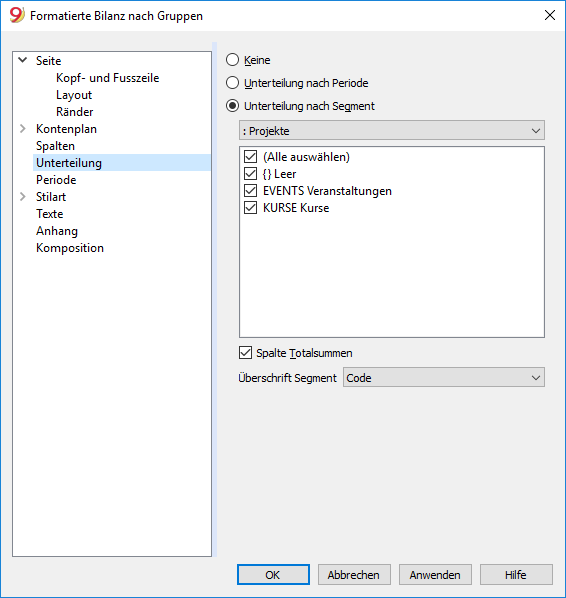 Formatierte Bilanz nach Gruppen
Seite
Kopf- und Fusszeile
Layout
Ränder
Kontenplan
Spalten
Unterteilung
Periode
Stilart
Texte
Anhang
Komposition
Keine
Unterteilung nach Periode
Unterteilung nach Segment
: Projekte
(Alle auswählen)
{} Leer
EVENTS Veranstaltungen
KURSE Kurse
Spalte Totalsummen
Überschrift Segment Code
OK Abbrechen Anwenden Hilfe